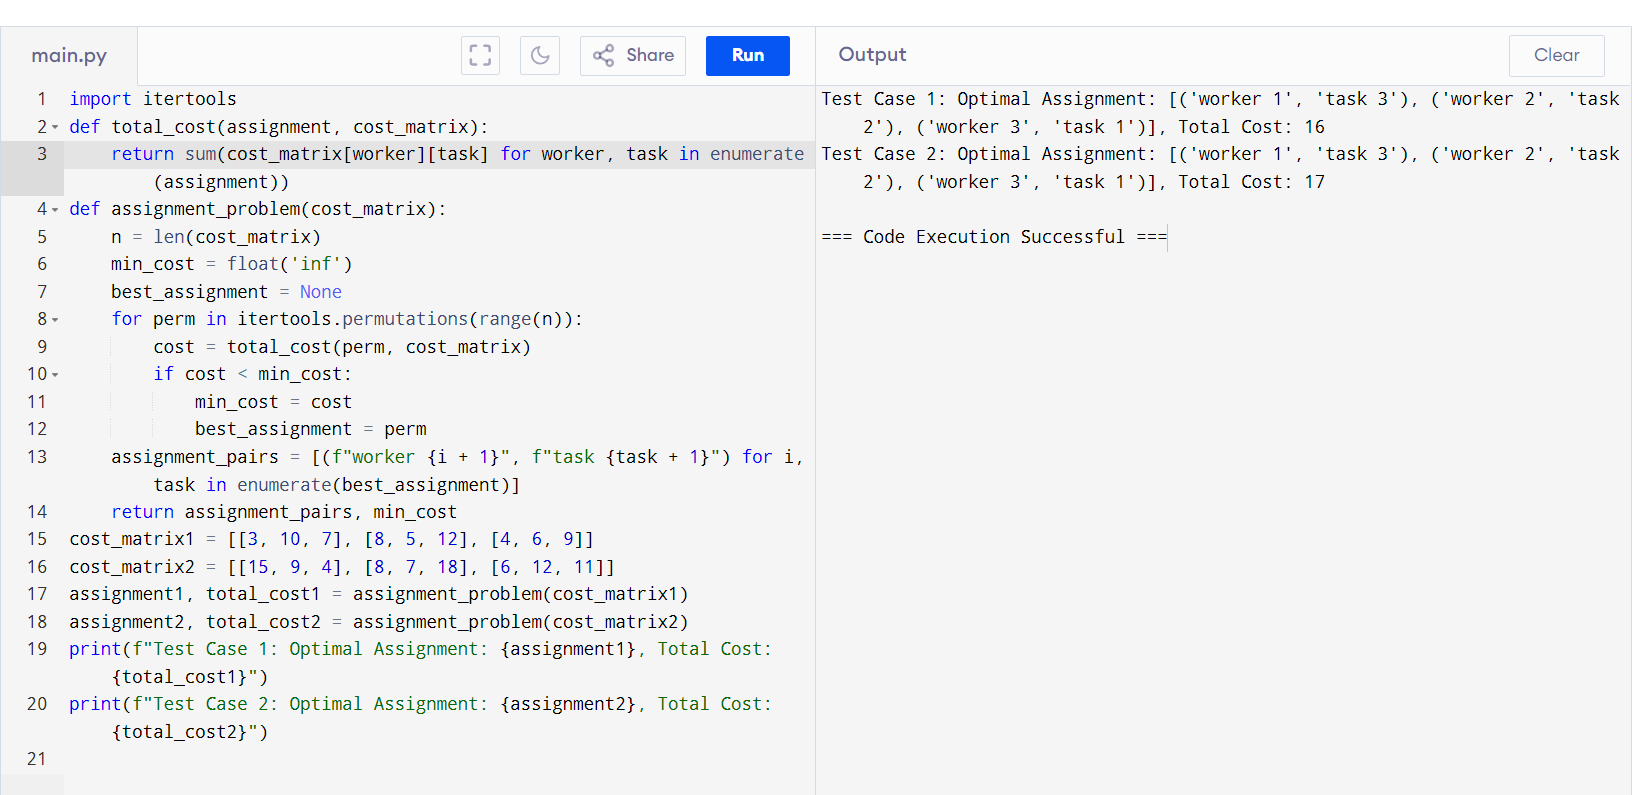 main.py
Share
Run
Output
Clear
1 import itertools
2 def total_cost(assignment, cost_matrix):
3     return sum(cost_matrix[worker][task] for worker, task in enumerate
        (assignment))
4 def assignment_problem(cost_matrix):
5     n = len(cost_matrix)
6     min_cost = float('inf')
7     best_assignment = None
8     for perm in itertools.permutations(range(n)):
9         cost = total_cost(perm, cost_matrix)
10         if cost < min_cost:
11             min_cost = cost
12             best_assignment = perm
13     assignment_pairs = [(f"worker {i + 1}", f"task {task + 1}") for i,
        task in enumerate(best_assignment)]
14     return assignment_pairs, min_cost
15 cost_matrix1 = [[3, 10, 7], [8, 5, 12], [4, 6, 9]]
16 cost_matrix2 = [[15, 9, 4], [8, 7, 18], [6, 12, 11]]
17 assignment1, total_cost1 = assignment_problem(cost_matrix1)
18 assignment2, total_cost2 = assignment_problem(cost_matrix2)
19 print(f"Test Case 1: Optimal Assignment: {assignment1}, Total Cost:
    {total_cost1}")
20 print(f"Test Case 2: Optimal Assignment: {assignment2}, Total Cost:
    {total_cost2}")
21
Test Case 1: Optimal Assignment: [('worker 1', 'task 3'), ('worker 2', 'task
    2'), ('worker 3', 'task 1')], Total Cost: 16
Test Case 2: Optimal Assignment: [('worker 1', 'task 3'), ('worker 2', 'task
    2'), ('worker 3', 'task 1')], Total Cost: 17
=== Code Execution Successful ===